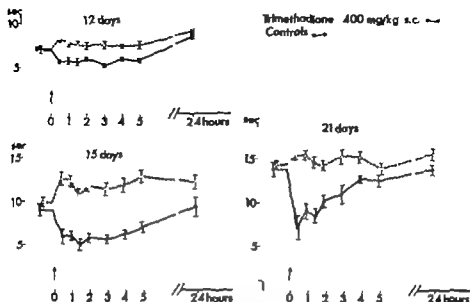 sec
10
12 days
5
0 1 2 3 4 5 24 hours
Trimethadione 400 mg/kg s.c.
Controls
sec
15
15 days
10
5
0 1 2 3 4 5 24 hours
sec
21 days
15
10
5
0 1 2 3 4 5 24 hours